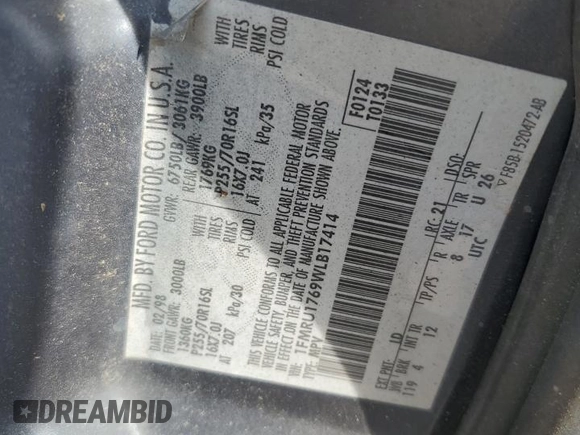 MFD. BY FORD MOTOR CO. IN U.S.A.
DATE: 02/98 GVWR: 6750LB/ 3061KG
FRONT GAWR: 3000LB REAR GAWR: 3900LB
1360KG WITH 1769KG WITH
P255/70R16SL TIRES P255/70R16SL TIRES
16X7.0J RIMS 16X7.0J RIMS
AT 207 kPa/30 PSI COLD AT 241 kPa/35 PSI COLD
THIS VEHICLE CONFORMS TO ALL APPLICABLE FEDERAL MOTOR
VEHICLE SAFETY, BUMPER, AND THEFT PREVENTION STANDARDS
IN EFFECT ON THE DATE OF MANUFACTURE SHOWN ABOVE.
1FMRU1769WLB17414
TYPE: MPV
F0124
T0133
EXT PNT: LD RC: 21 DSO:
WB BRK INT TR TP/PS R AXLE TR SPR
119 4 12 8 17 U 26
UTC
▽ F85B-1520472-AB
DREAMBID